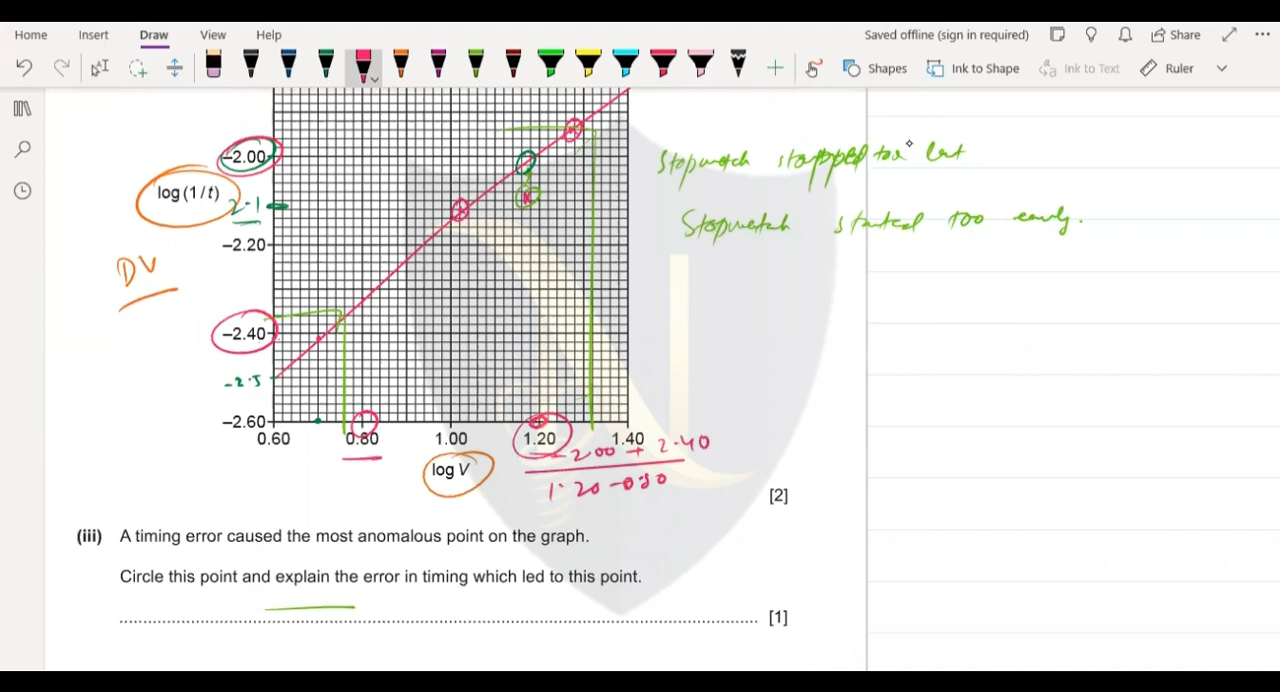 Home Insert Draw View Help Saved offline (sign in required) Share
Shapes Ink to Shape Ink to Text Ruler
-2.00
log (1/t)
2.1
-2.20
DV
-2.40
-2.5
-2.60
0.60 0.80 1.00 1.20 1.40
log V
-2.00 + 2.40
1.20 - 0.80
Stopwatch stopped too
Stopwatch started too early.
[2]
(iii) A timing error caused the most anomalous point on the graph.
Circle this point and explain the error in timing which led to this point.
[1]